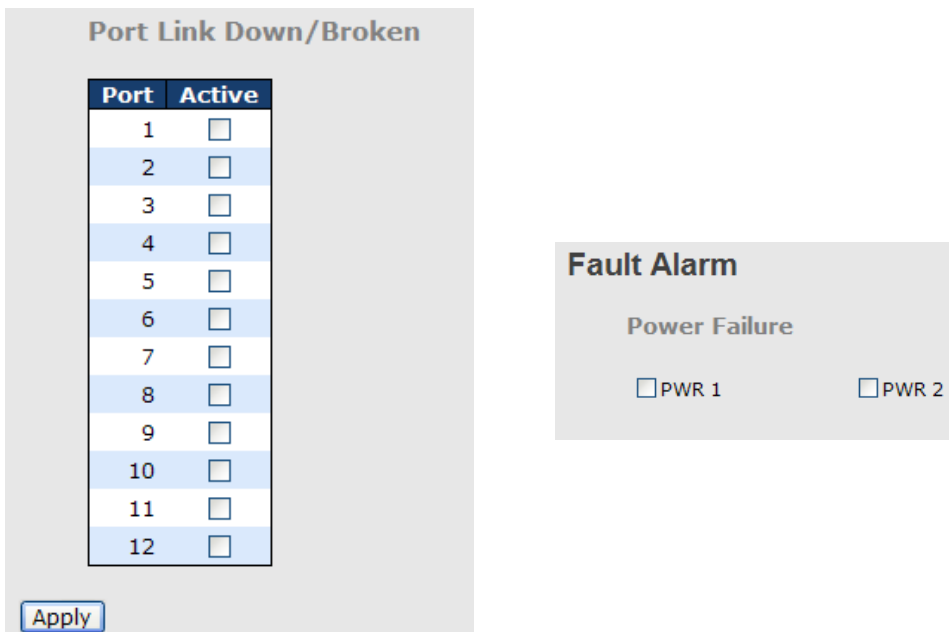 Port Link Down/Broken
Port Active
1
2
3
4
5
6
7
8
9
10
11
12
Apply
Fault Alarm
Power Failure
PWR 1 PWR 2